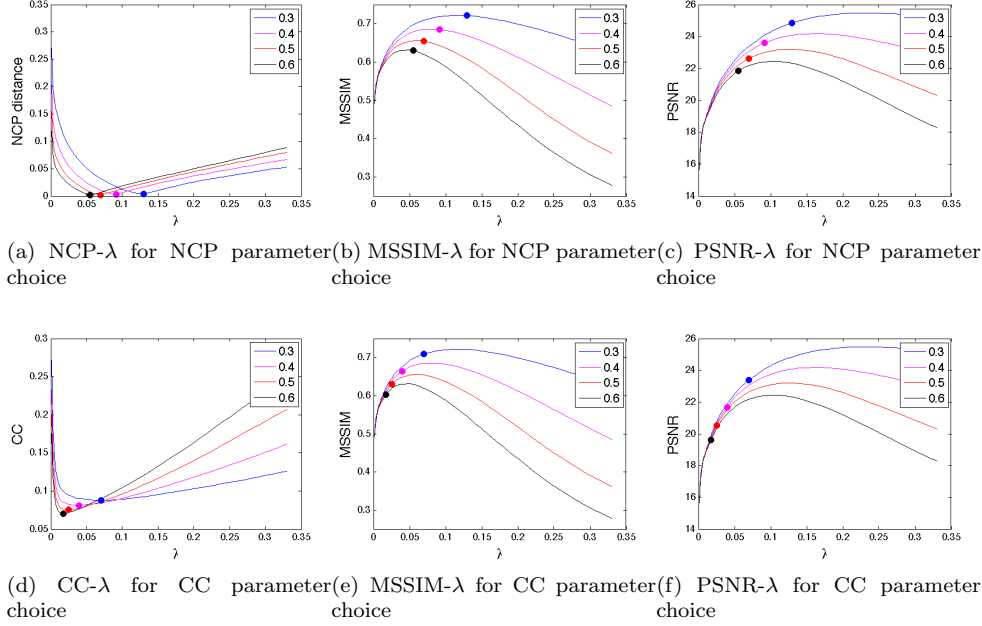 NCP distance
0.35
0.3
0.25
0.2
0.15
0.1
0.05
0
0 0.05 0.1 0.15 0.2 0.25 0.3 0.35
λ
0.3
0.4
0.5
0.6
MSSIM
0.7
0.6
0.5
0.4
0.3
0 0.05 0.1 0.15 0.2 0.25 0.3 0.35
λ
0.3
0.4
0.5
0.6
PSNR
26
24
22
20
18
16
14
0 0.05 0.1 0.15 0.2 0.25 0.3 0.35
λ
0.3
0.4
0.5
0.6
(a) NCP-λ for NCP parameter choice
(b) MSSIM-λ for NCP parameter choice
(c) PSNR-λ for NCP parameter choice
CC
0.3
0.25
0.2
0.15
0.1
0.05
0 0.05 0.1 0.15 0.2 0.25 0.3 0.35
λ
0.3
0.4
0.5
0.6
MSSIM
0.7
0.6
0.5
0.4
0.3
0 0.05 0.1 0.15 0.2 0.25 0.3 0.35
λ
0.3
0.4
0.5
0.6
PSNR
26
24
22
20
18
16
14
0 0.05 0.1 0.15 0.2 0.25 0.3 0.35
λ
0.3
0.4
0.5
0.6
(d) CC-λ for CC parameter choice
(e) MSSIM-λ for CC parameter choice
(f) PSNR-λ for CC parameter choice